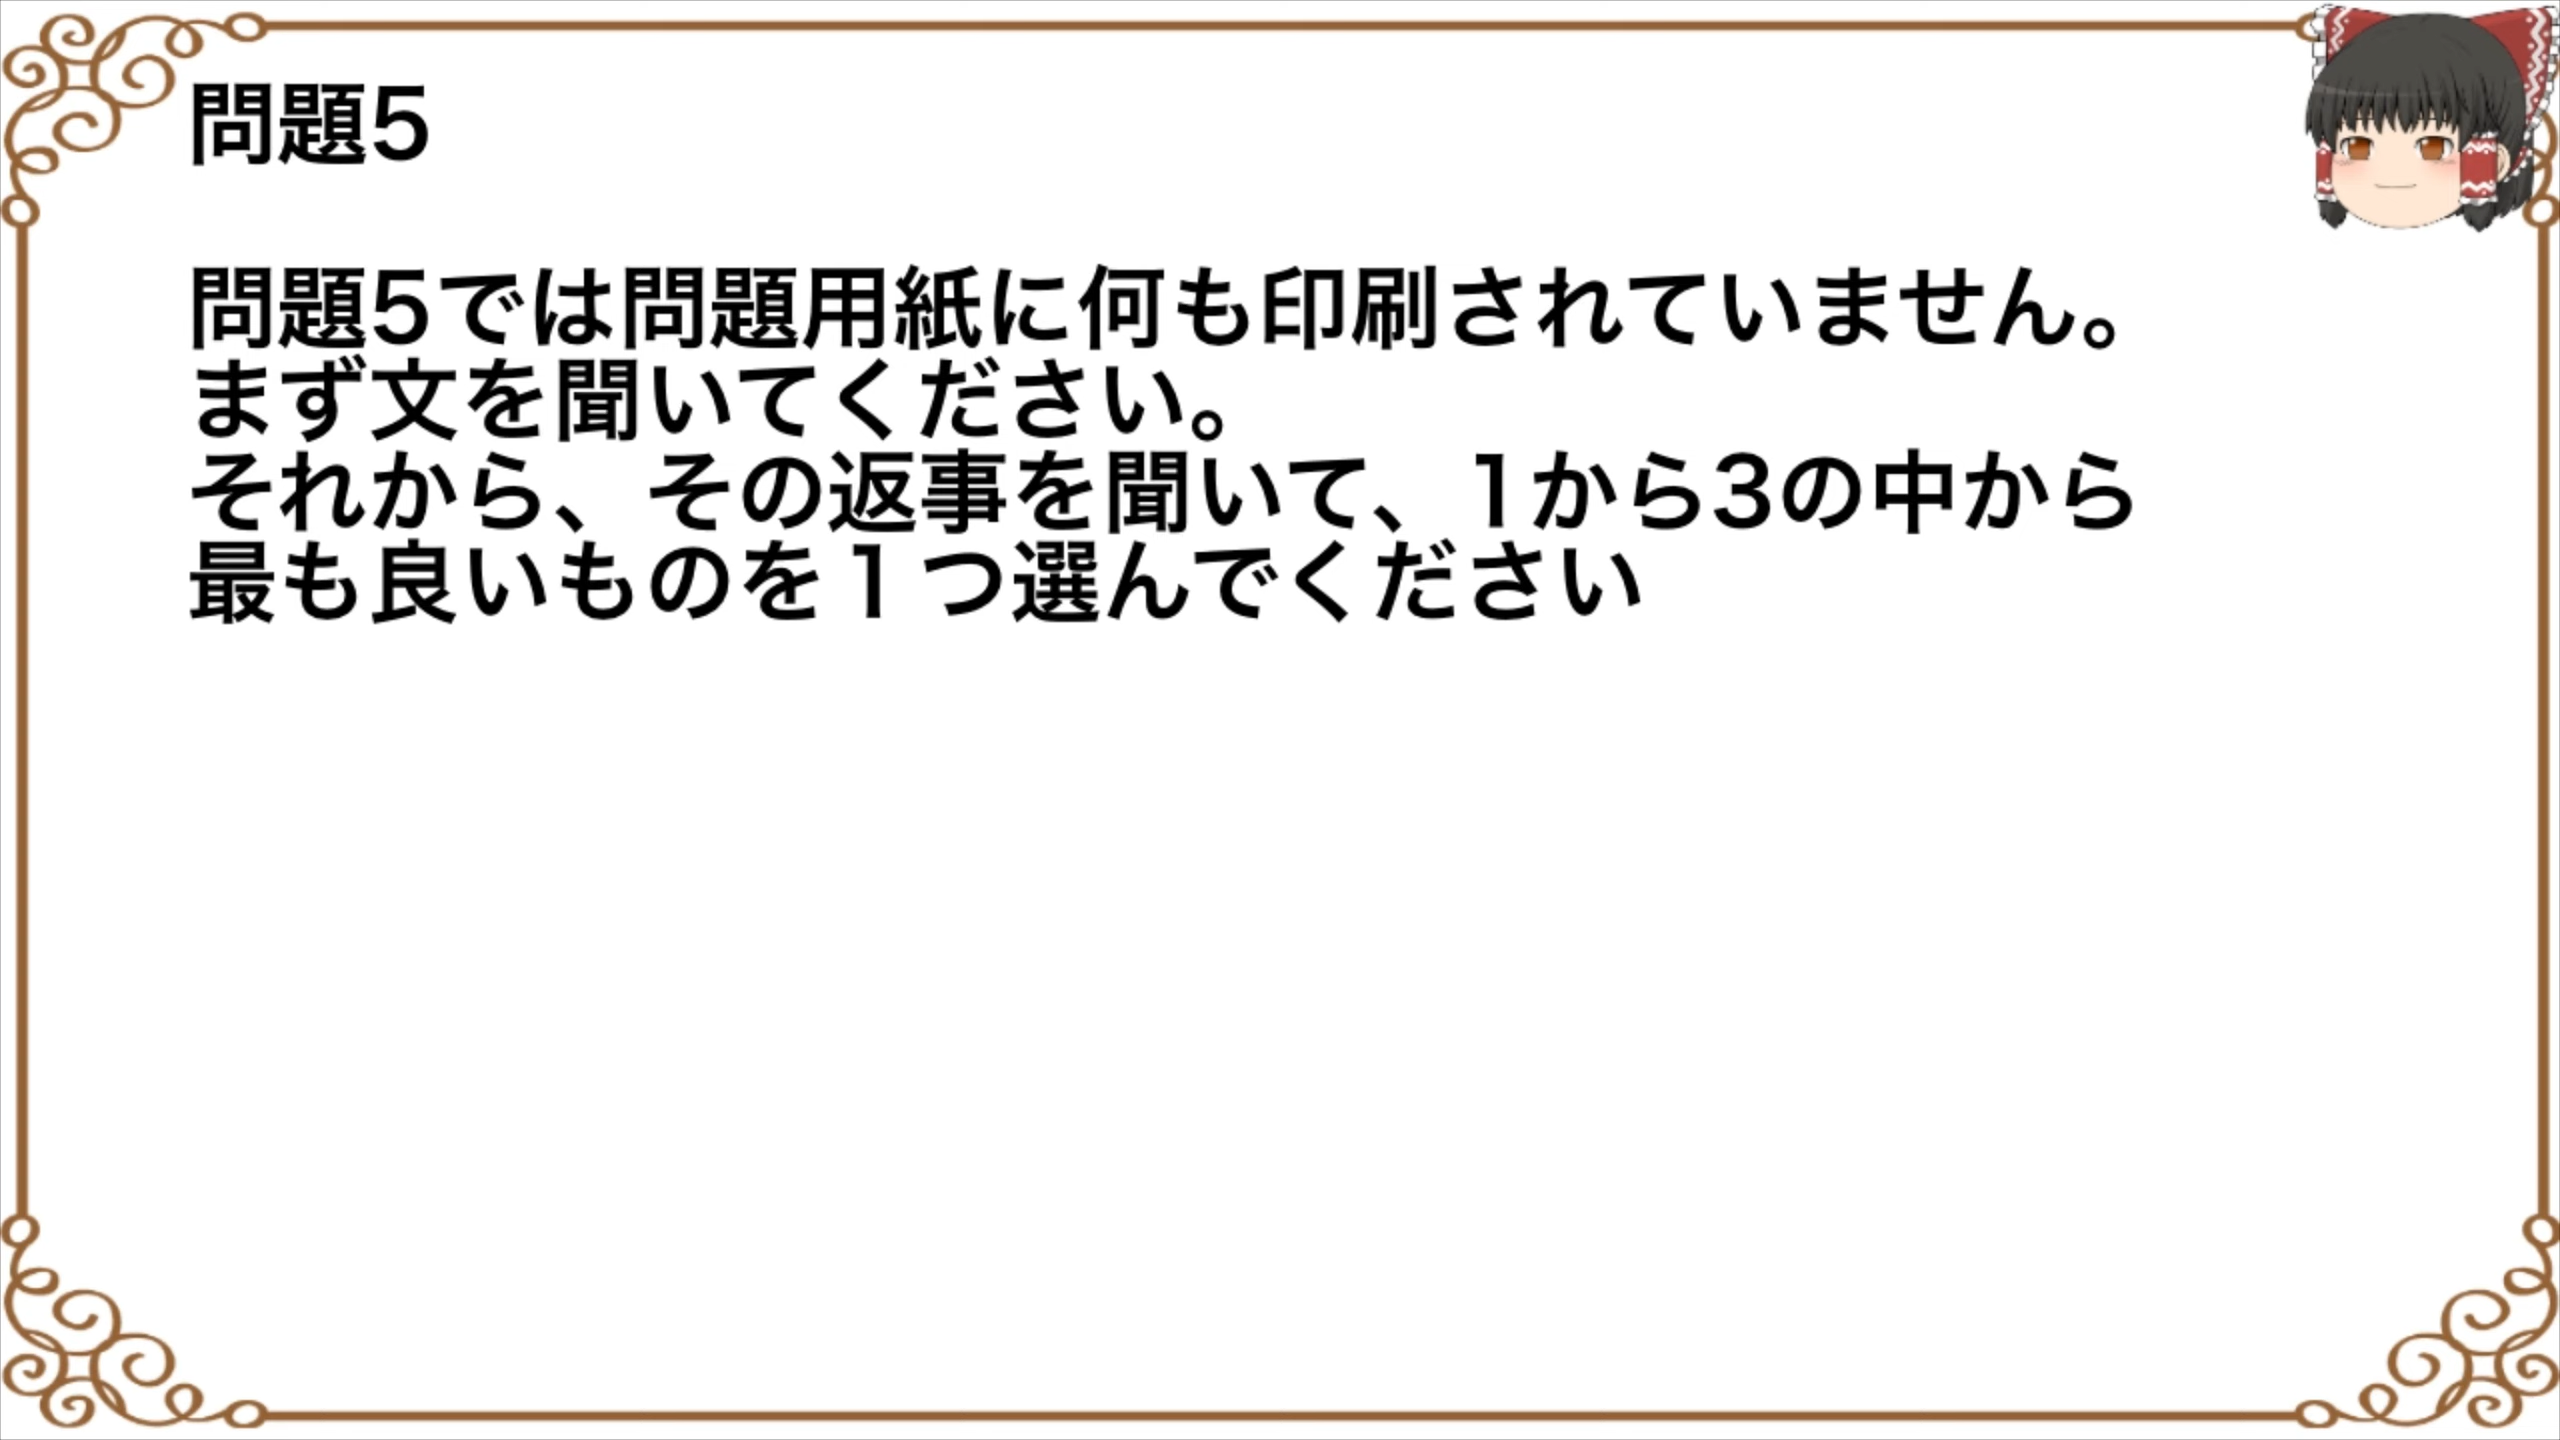 問題5
問題5では問題用紙に何も印刷されていません。
まず文を聞いてください。
それから、その返事を聞いて、1から3の中から
最も良いものを１つ選んでください